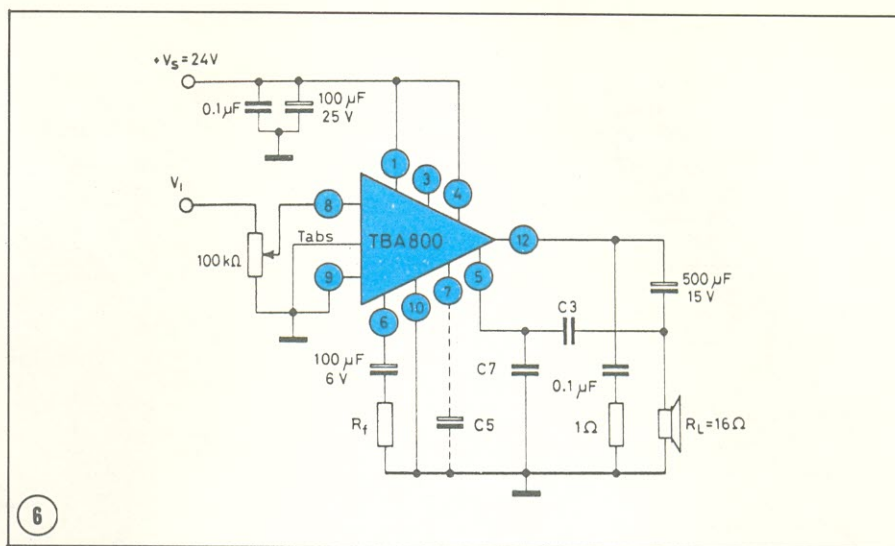 + Vs = 24V
0.1 µF
100 µF
25 V
1
3
4
VI
8
Tabs
TBA800
12
100 kΩ
9
5
500 µF
15 V
6
10
7
C3
100 µF
6 V
C7
0.1 µF
Rf
C5
1Ω
RL=16Ω
6